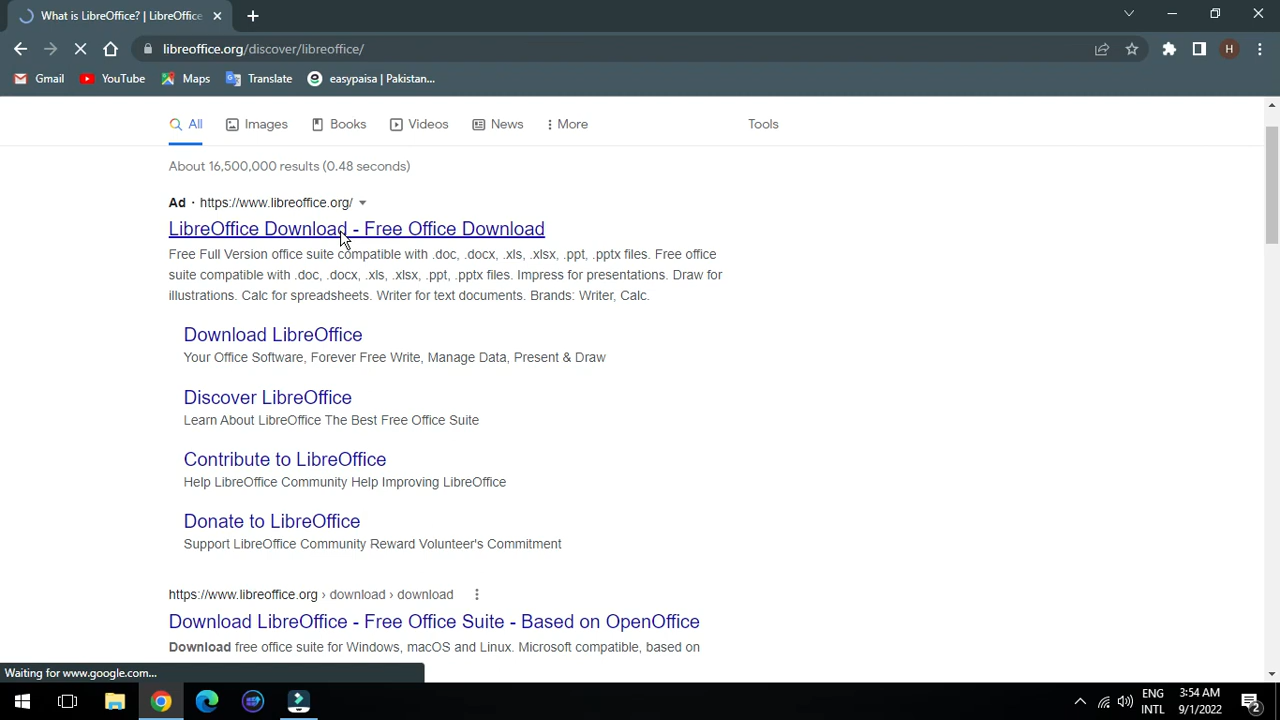 What is LibreOffice? | LibreOffice
libreoffice.org/discover/libreoffice/
H
Gmail YouTube Maps Translate easypaisa | Pakistan...
All Images Books Videos News More Tools
About 16,500,000 results (0.48 seconds)
Ad · https://www.libreoffice.org/
LibreOffice Download - Free Office Download
Free Full Version office suite compatible with .doc, .docx, .xls, .xlsx, .ppt, .pptx files. Free office
suite compatible with .doc, .docx, .xls, .xlsx, .ppt, .pptx files. Impress for presentations. Draw for
illustrations. Calc for spreadsheets. Writer for text documents. Brands: Writer, Calc.
Download LibreOffice
Your Office Software, Forever Free Write, Manage Data, Present & Draw
Discover LibreOffice
Learn About LibreOffice The Best Free Office Suite
Contribute to LibreOffice
Help LibreOffice Community Help Improving LibreOffice
Donate to LibreOffice
Support LibreOffice Community Reward Volunteer's Commitment
https://www.libreoffice.org › download › download
Download LibreOffice - Free Office Suite - Based on OpenOffice
Download free office suite for Windows, macOS and Linux. Microsoft compatible, based on
Waiting for www.google.com...
ENG 3:54 AM
INTL 9/1/2022 2